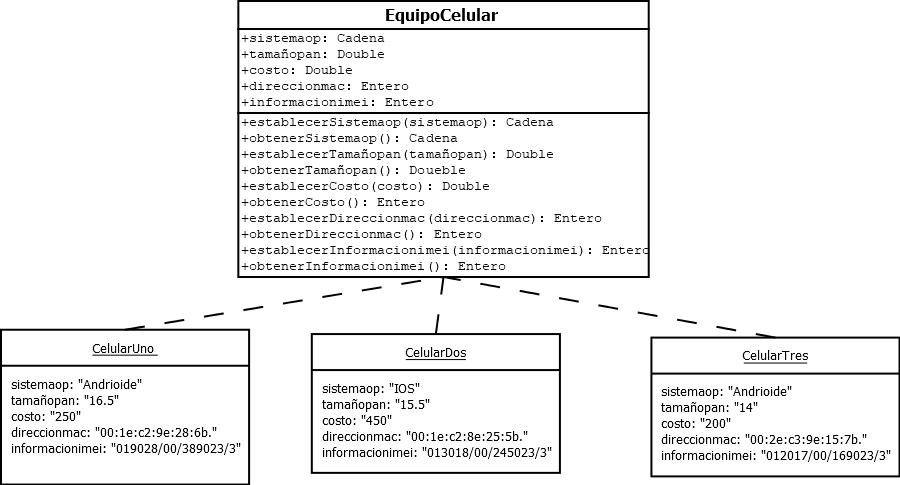 EquipoCelular
+sistemaop: Cadena
+tamañopan: Double
+costo: Double
+direccionmac: Entero
+informacionimei: Entero
+establecerSistemaop(sistemaop): Cadena
+obtenerSistemaop(): Cadena
+establecerTamañopan(tamañopan): Double
+obtenerTamañopan(): Doueble
+establecerCosto(costo): Double
+obtenerCosto(): Entero
+establecerDireccionmac(direccionmac): Entero
+obtenerDireccionmac(): Entero
+establecerInformacionimei(informacionimei): Entero
+obtenerInformacionimei(): Entero
CelularUno
sistemaop: "Andrioide"
tamañopan: "16.5"
costo: "250"
direccionmac: "00:1e:c2:9e:28:6b."
informacionimei: "019028/00/389023/3"
CelularDos
sistemaop: "IOS"
tamañopan: "15.5"
costo: "450"
direccionmac: "00:1e:c2:8e:25:5b."
informacionimei: "013018/00/245023/3"
CelularTres
sistemaop: "Andrioide"
tamañopan: "14"
costo: "200"
direccionmac: "00:2e:c3:9e:15:7b."
informacionimei: "012017/00/169023/3"